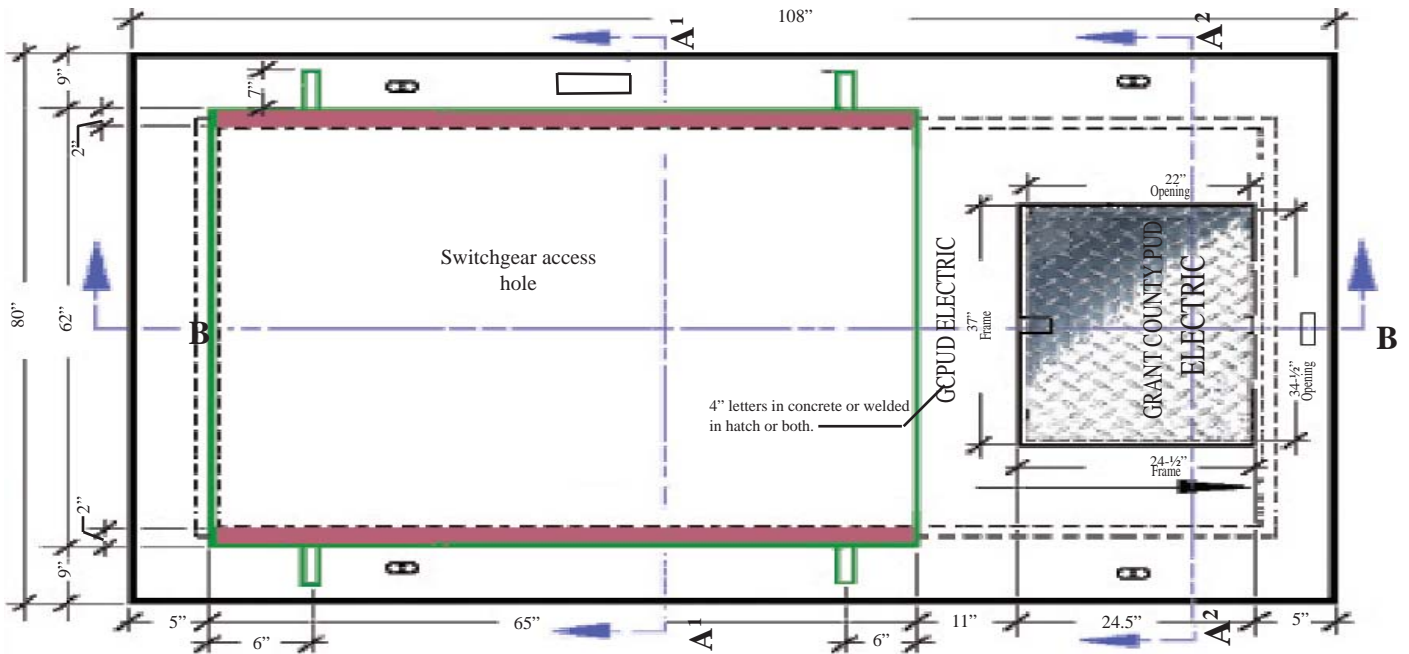 108”
A¹
A²
9”
7”
2”
22”
Opening
Switchgear access
hole
GCPUD ELECTRIC
37”
Frame
GRANT COUNTY PUD
ELECTRIC
80”
62”
B
B
34-½”
Opening
4” letters in concrete or welded
in hatch or both.
24-½”
Frame
2”
9”
5”
65”
11”
24.5”
5”
6”
A¹
6”
A²